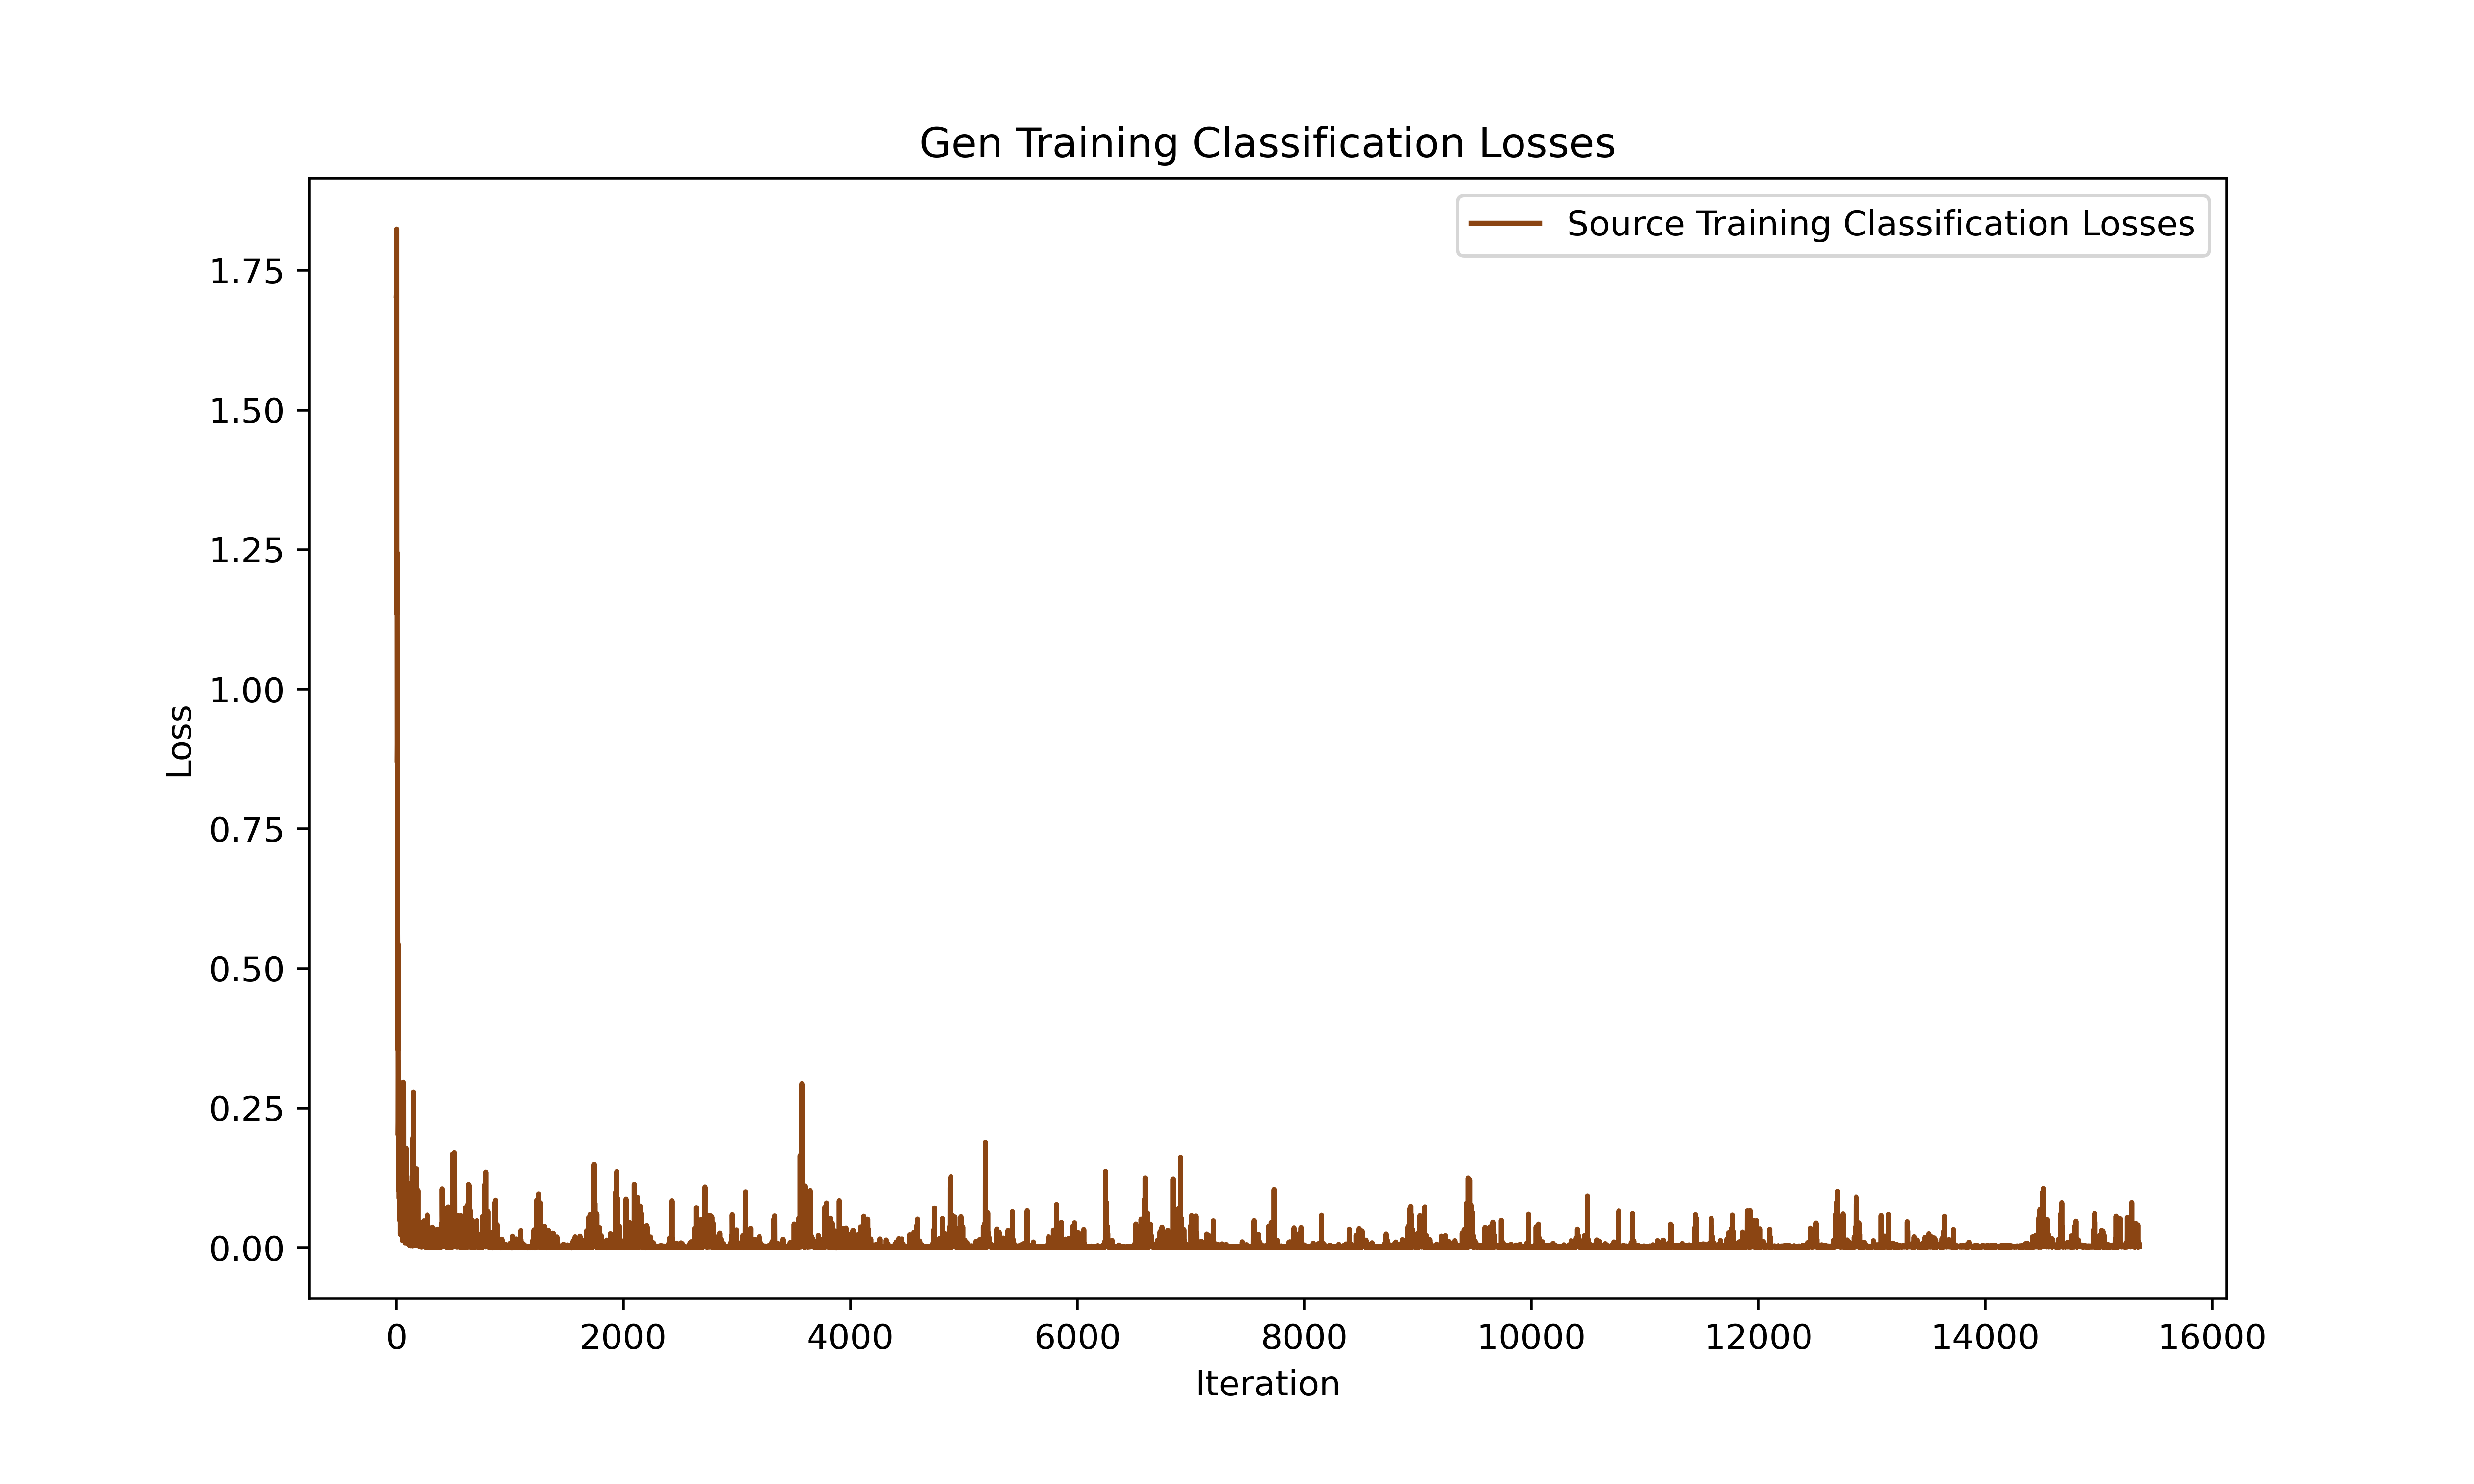 Gen Training Classification Losses
Source Training Classification Losses
1.75
1.50
1.25
1.00
0.75
0.50
0.25
0.00
Loss
0 2000 4000 6000 8000 10000 12000 14000 16000
Iteration